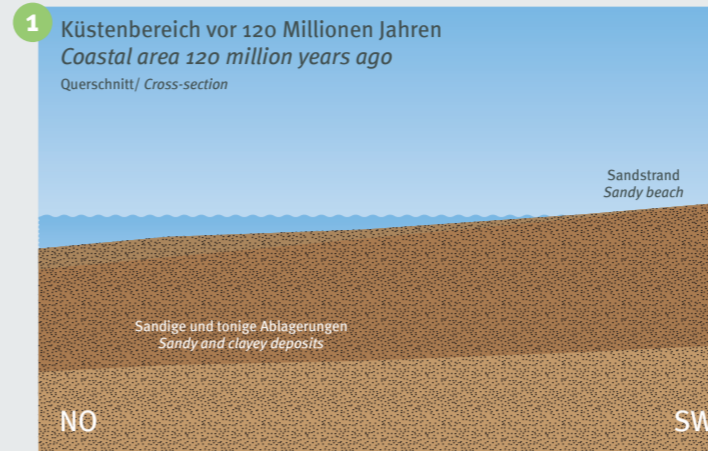 1
Küstenbereich vor 120 Millionen Jahren
Coastal area 120 million years ago
Querschnitt/ Cross-section
Sandstrand
Sandy beach
Sandige und tonige Ablagerungen
Sandy and clayey deposits
NO
SW